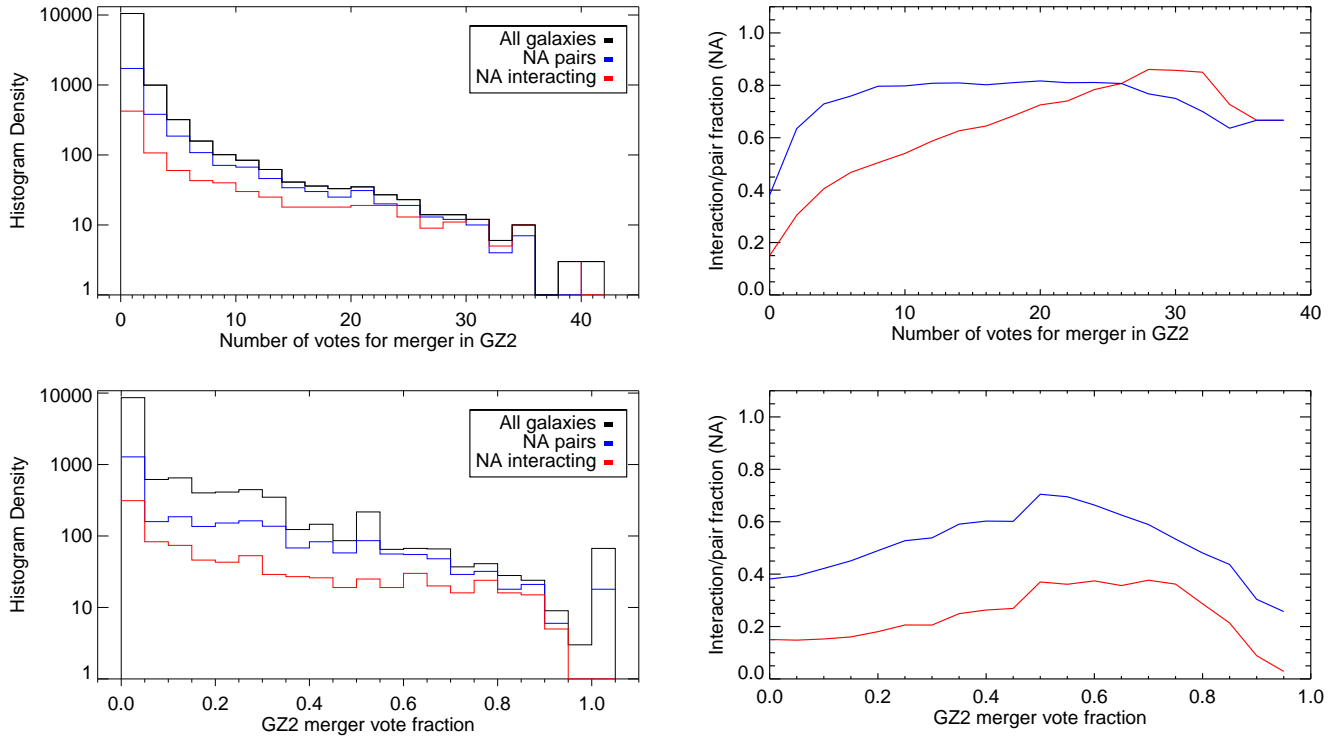 10000
1000
100
10
1
Histogram Density
All galaxies
NA pairs
NA interacting
0 10 20 30 40
Number of votes for merger in GZ2
1.0
0.8
0.6
0.4
0.2
0.0
Interaction/pair fraction (NA)
0 10 20 30 40
Number of votes for merger in GZ2
10000
1000
100
10
1
Histogram Density
All galaxies
NA pairs
NA interacting
0.0 0.2 0.4 0.6 0.8 1.0
GZ2 merger vote fraction
1.0
0.8
0.6
0.4
0.2
0.0
Interaction/pair fraction (NA)
0.0 0.2 0.4 0.6 0.8 1.0
GZ2 merger vote fraction